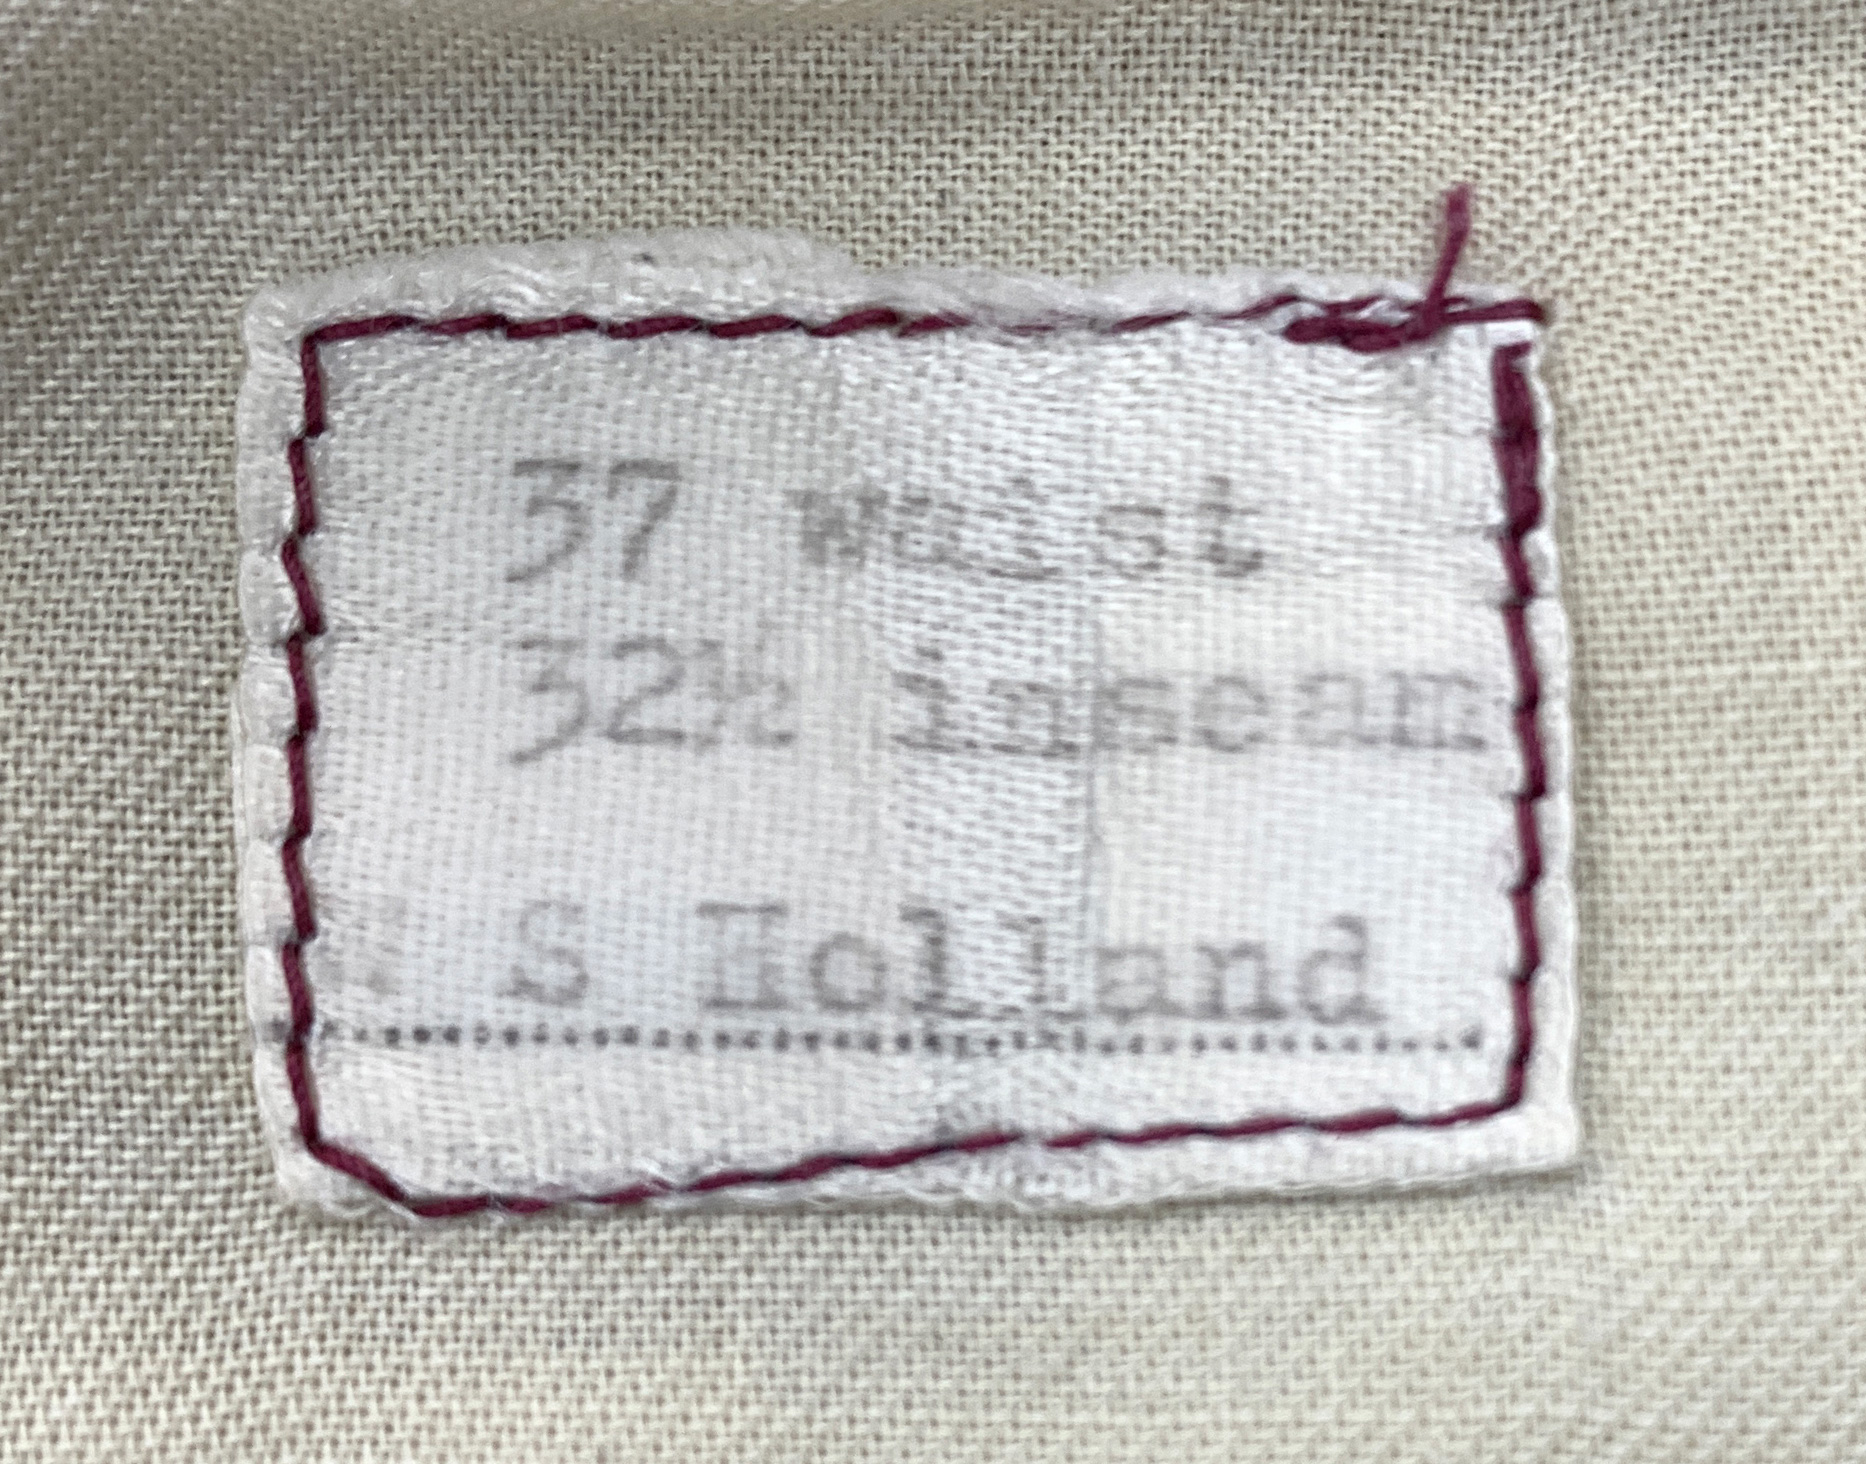 37 waist
32½ inseam
S Holland